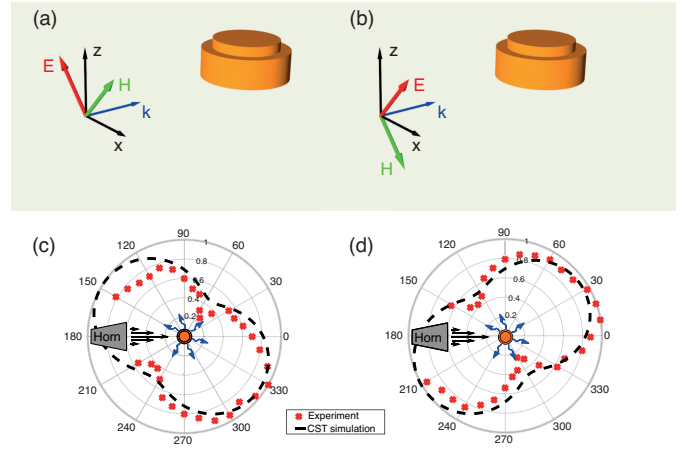 (a)
(b)
z
z
E
H
E
k
k
x
x
H
(c)
(d)
90
1
120
60
0.8
0.6
150
30
0.4
0.2
180
Horn
0
210
330
240
300
270
90
1
120
60
0.8
0.6
150
30
0.4
0.2
180
Horn
0
210
330
240
300
270
Experiment
CST simulation